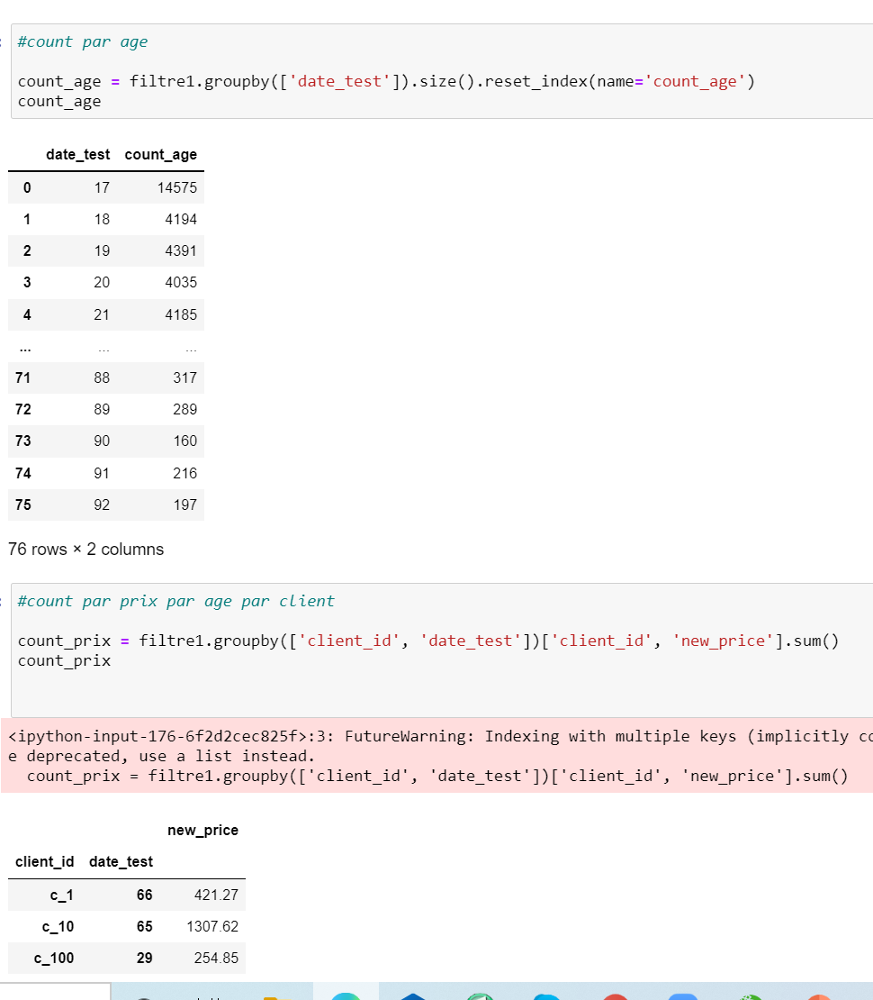 #count par age
count_age = filtre1.groupby(['date_test']).size().reset_index(name='count_age')
count_age
date_test count_age
0 17 14575
1 18 4194
2 19 4391
3 20 4035
4 21 4185
... ... ...
71 88 317
72 89 289
73 90 160
74 91 216
75 92 197
76 rows × 2 columns
#count par prix par age par client
count_prix = filtre1.groupby(['client_id', 'date_test'])['client_id', 'new_price'].sum()
count_prix
<ipython-input-176-6f2d2cec825f>:3: FutureWarning: Indexing with multiple keys (implicitly co
e deprecated, use a list instead.
count_prix = filtre1.groupby(['client_id', 'date_test'])['client_id', 'new_price'].sum()
new_price
client_id date_test
c_1 66 421.27
c_10 65 1307.62
c_100 29 254.85